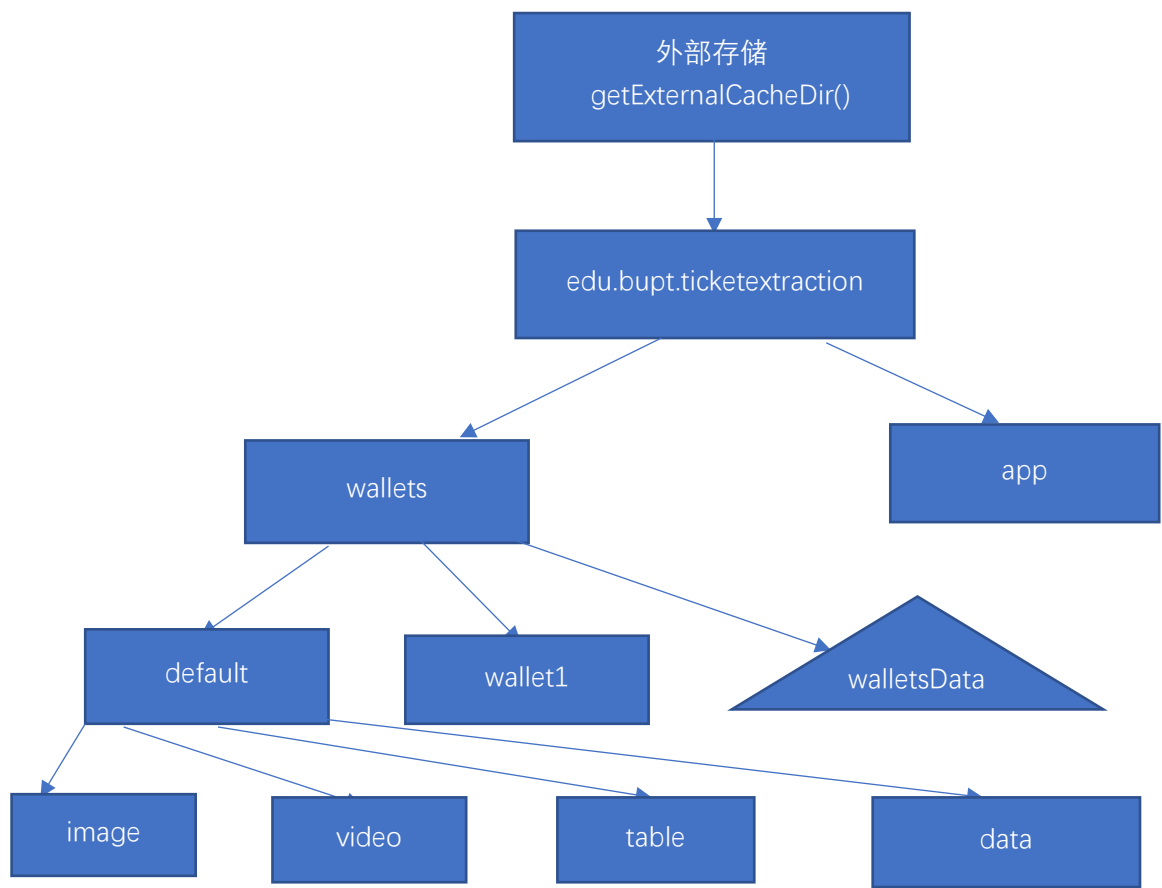 外部存储
getExternalCacheDir()
edu.bupt.ticketextraction
wallets
app
default
wallet1
walletsData
image
video
table
data